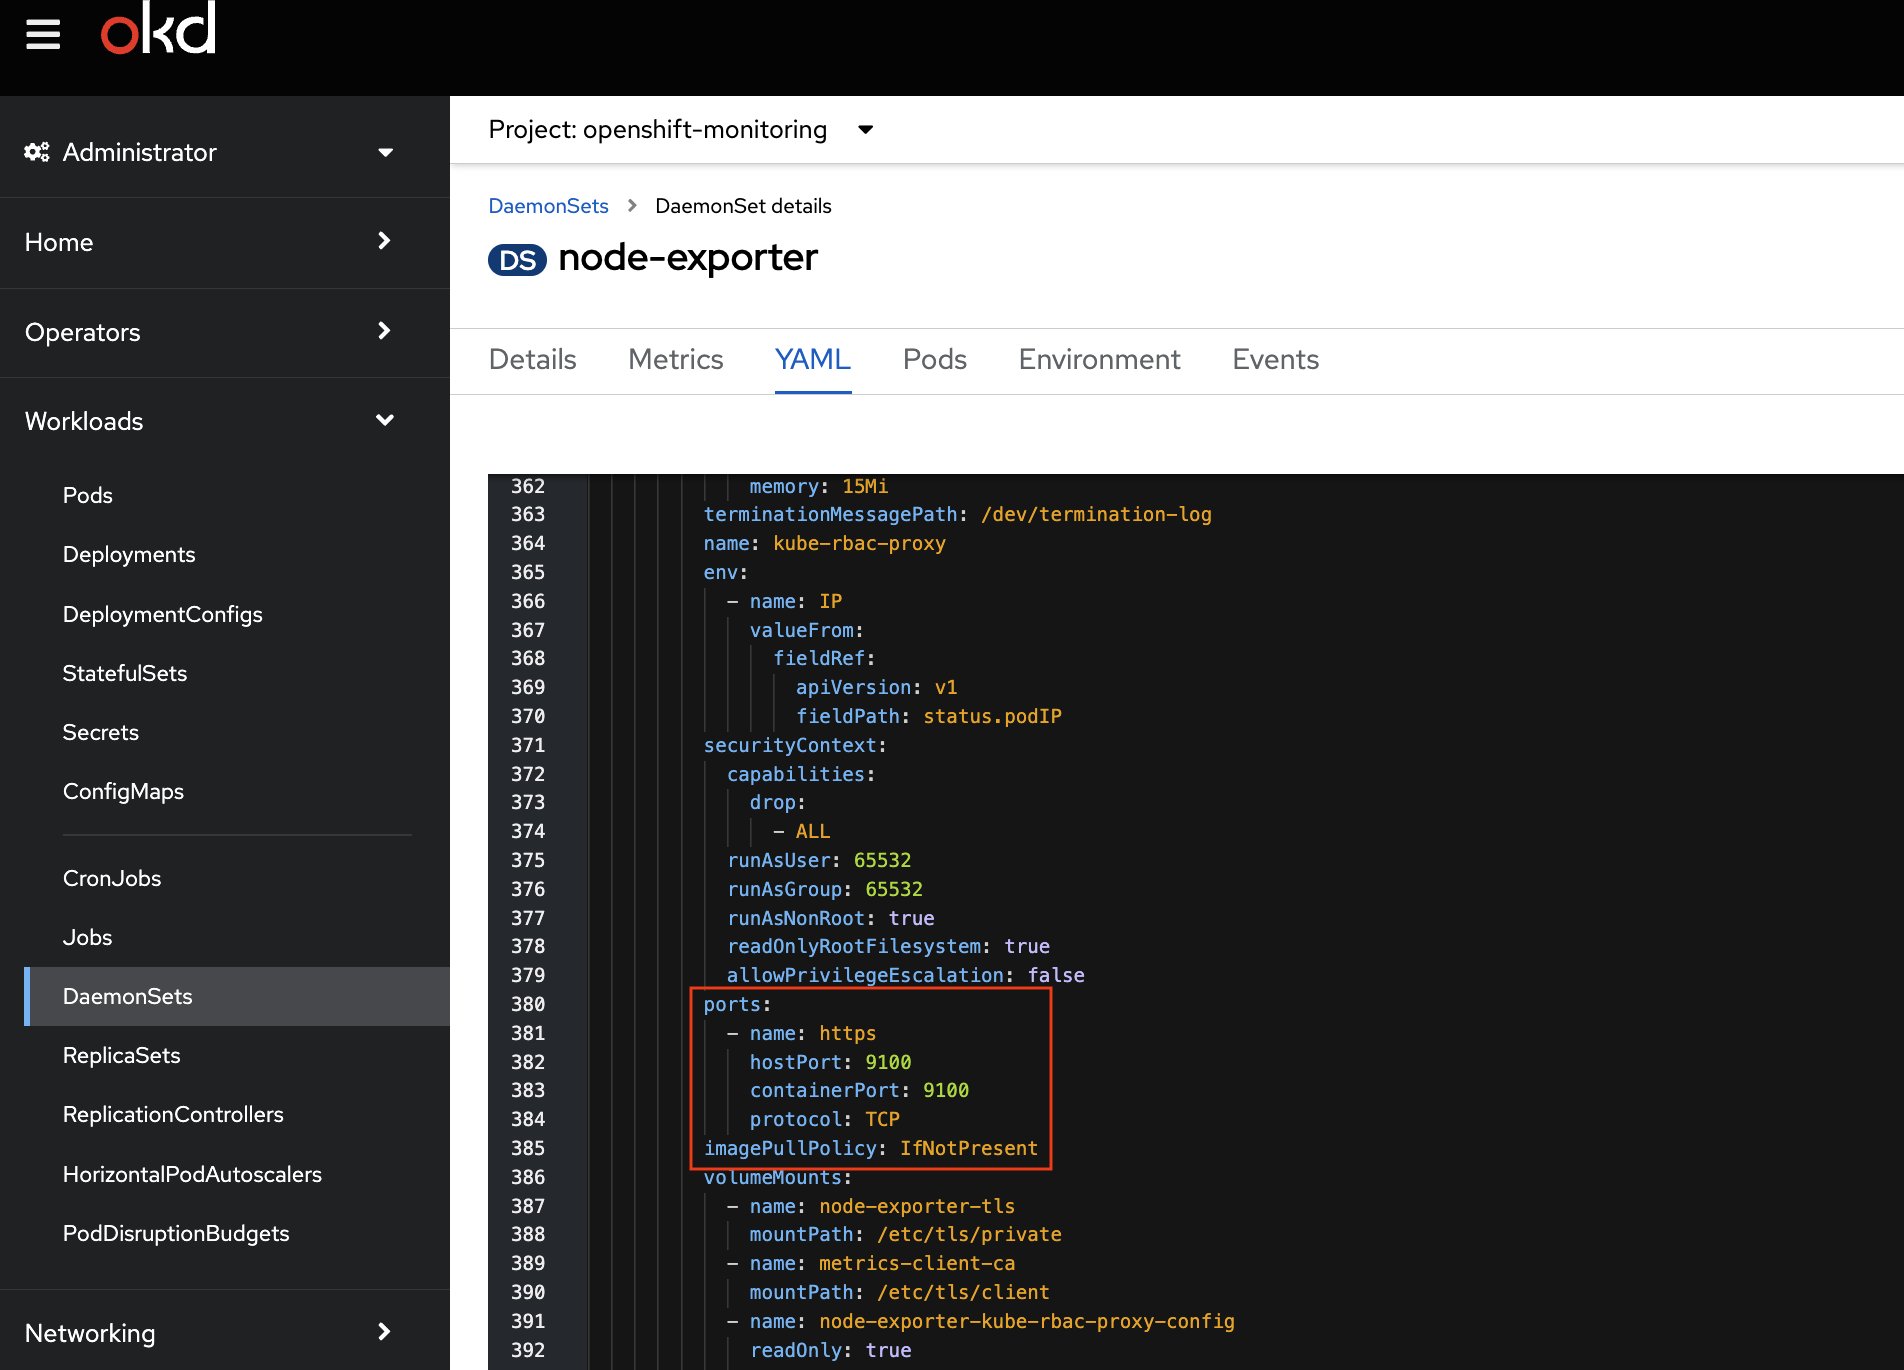 okd
Administrator
Home
Operators
Workloads
Pods
Deployments
DeploymentConfigs
StatefulSets
Secrets
ConfigMaps
CronJobs
Jobs
DaemonSets
ReplicaSets
ReplicationControllers
HorizontalPodAutoscalers
PodDisruptionBudgets
Networking
Project: openshift-monitoring
DaemonSets > DaemonSet details
DS node-exporter
Details Metrics YAML Pods Environment Events
362 memory: 15Mi
363 terminationMessagePath: /dev/termination-log
364 name: kube-rbac-proxy
365 env:
366 - name: IP
367 valueFrom:
368 fieldRef:
369 apiVersion: v1
370 fieldPath: status.podIP
371 securityContext:
372 capabilities:
373 drop:
374 - ALL
375 runAsUser: 65532
376 runAsGroup: 65532
377 runAsNonRoot: true
378 readOnlyRootFilesystem: true
379 allowPrivilegeEscalation: false
380 ports:
381 - name: https
382 hostPort: 9100
383 containerPort: 9100
384 protocol: TCP
385 imagePullPolicy: IfNotPresent
386 volumeMounts:
387 - name: node-exporter-tls
388 mountPath: /etc/tls/private
389 - name: metrics-client-ca
390 mountPath: /etc/tls/client
391 - name: node-exporter-kube-rbac-proxy-config
392 readOnly: true